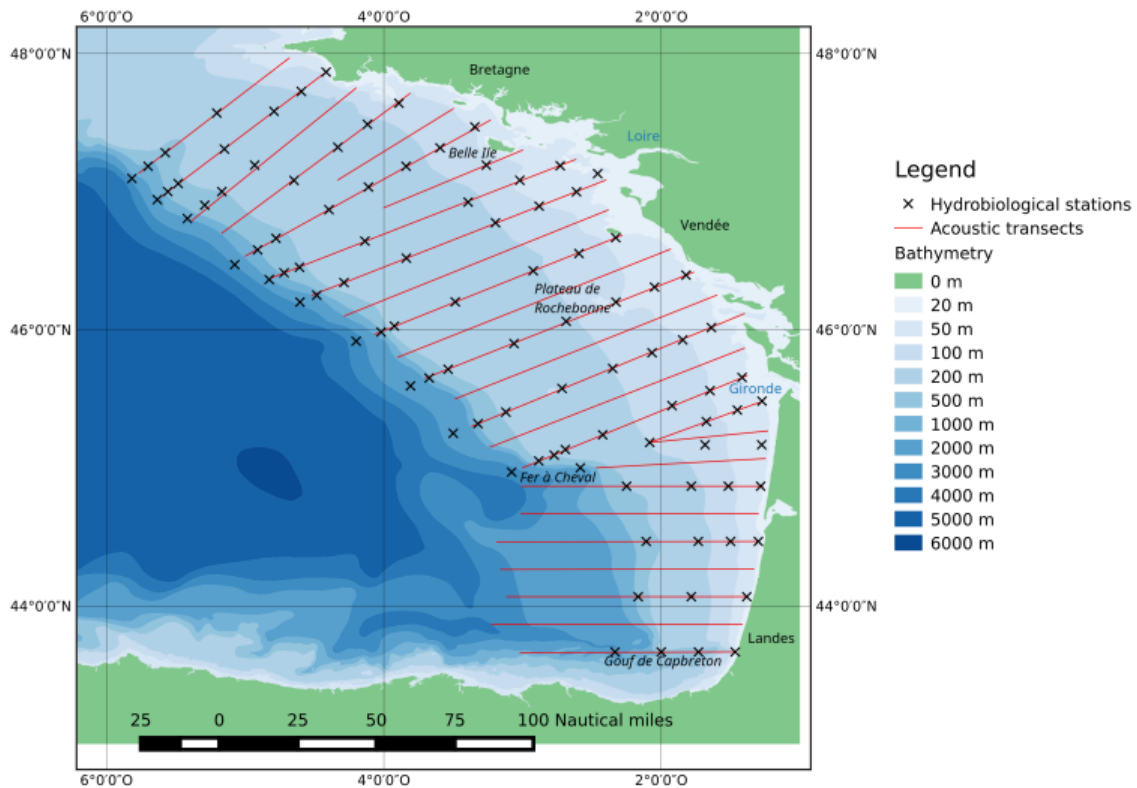 6°0′0″O 4°0′0″O 2°0′0″O
48°0′0″N 48°0′0″N
Bretagne
Loire
Belle Ile
Vendée
Plateau de
Rochebonne
46°0′0″N 46°0′0″N
Gironde
Fer à Cheval
44°0′0″N 44°0′0″N
Landes
Gouf de Capbreton
25 0 25 50 75 100 Nautical miles
6°0′0″O 4°0′0″O 2°0′0″O
Legend
Hydrobiological stations
Acoustic transects
Bathymetry
0 m
20 m
50 m
100 m
200 m
500 m
1000 m
2000 m
3000 m
4000 m
5000 m
6000 m